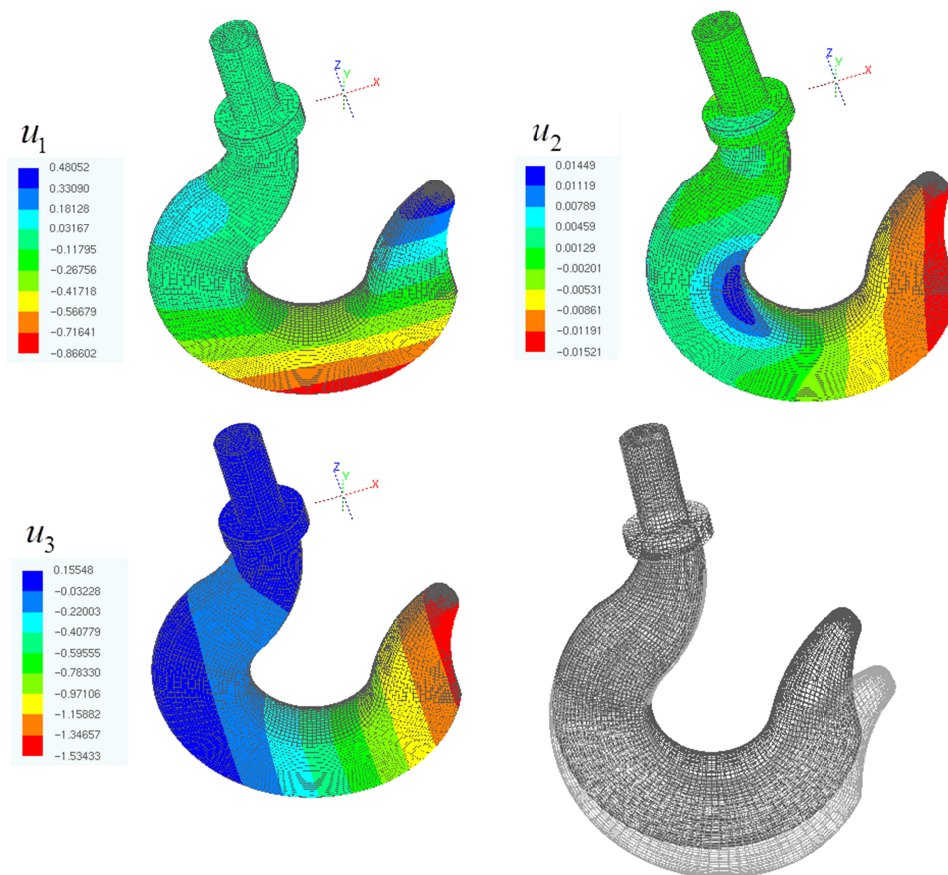 Z
Y
X
u1
0.48052
0.33090
0.18128
0.03167
-0.11795
-0.26756
-0.41718
-0.56679
-0.71641
-0.86602
Z
Y
X
u2
0.01449
0.01119
0.00789
0.00459
0.00129
-0.00201
-0.00531
-0.00861
-0.01191
-0.01521
Z
Y
X
u3
0.15548
-0.03228
-0.22003
-0.40779
-0.59555
-0.78330
-0.97106
-1.15882
-1.34657
-1.53433